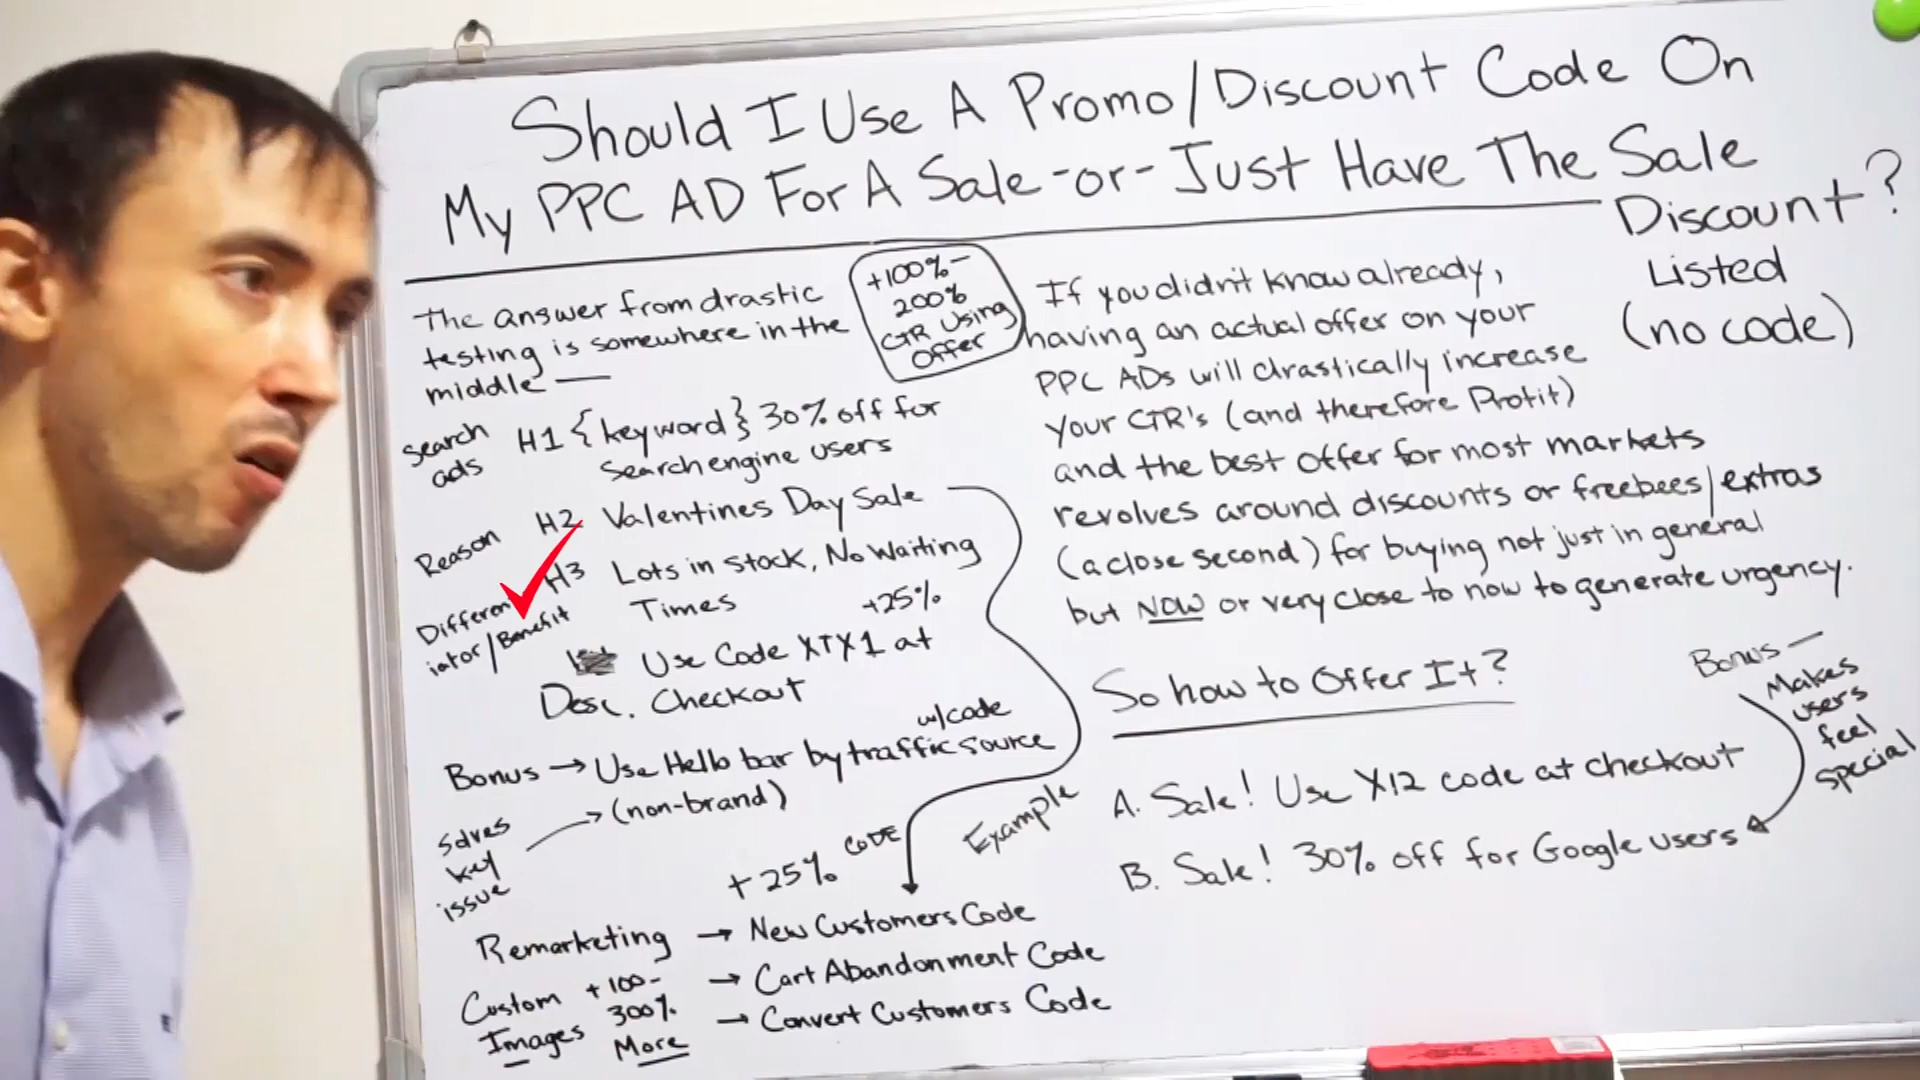 Should I Use A Promo/Discount Code On
My PPC AD For A Sale -or- Just Have The Sale
Discount?
Listed
(no code)
The answer from drastic
testing is somewhere in the
middle —
+100%-
200%
CTR Using
Offer
search
ads
H1 {keyword} 30% off for
Search engine users
Reason
H2 Valentines Day Sale
Differen
iator/Benefit
H3 Lots in stock, No Waiting
Times
+25%
Use Code XTX1 at
Desc. Checkout
w/code
Bonus → Use Hello bar by traffic source
(non-brand)
solves
key
issue
+25% CODE
Example
Remarketing → New Customers Code
→ Cart Abandonment Code
→ Convert Customers Code
Custom +100-
Images 300%
More
If you didn't know already,
having an actual offer on your
PPC ADs will drastically increase
your CTR's (and therefore Profit)
and the best offer for most markets
revolves around discounts or freebees/extras
(a close second) for buying not just in general
but NOW or very close to now to generate urgency.
So how to Offer It?
Bonus —
Makes
users
feel
special
A. Sale! Use X12 code at checkout
B. Sale! 30% off for Google users